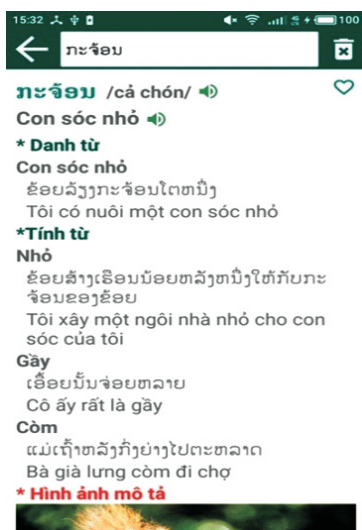 15:32 100
ກະຈ້ອນ
ກະຈ້ອນ /cả chón/
Con sóc nhỏ
* Danh từ
Con sóc nhỏ
ຂ້ອຍລ້ຽງກະຈ້ອນໂຕຫນຶ່ງ
Tôi có nuôi một con sóc nhỏ
*Tính từ
Nhỏ
ຂ້ອຍສ້າງເຮືອນນ້ອຍຫລັງຫນຶ່ງໃຫ້ກັບກະ
ຈ້ອນຂອງຂ້ອຍ
Tôi xây một ngôi nhà nhỏ cho con
sóc của tôi
Gầy
ເອື້ອຍນັ້ນຈ່ອຍຫລາຍ
Cô ấy rất là gầy
Còm
ແມ່ເຖົ້າຫລັງກົ່ງຍ່າງໄປຕະຫລາດ
Bà già lưng còm đi chợ
* Hình ảnh mô tả